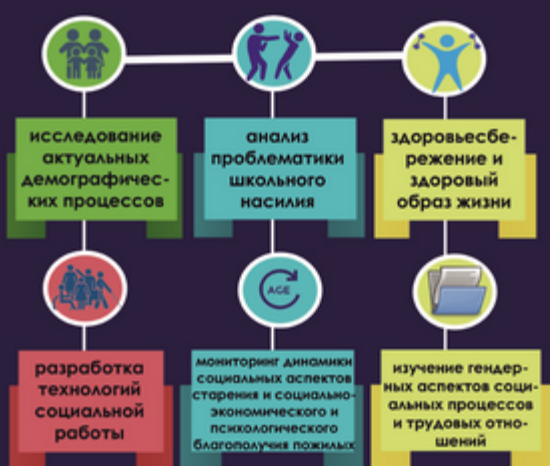 исследование
актуальных
демографичес-
ких процессов
анализ
проблематики
школьного
насилия
здоровьесбе-
режение и
здоровый
образ жизни
AGE
разработка
технологий
социальной
работы
мониторинг динамики
социальных аспектов
старения и социально-
экономического и
психологического
благополучия пожилых
изучение гендер-
ных аспектов соци-
альных процессов
и трудовых отно-
шений